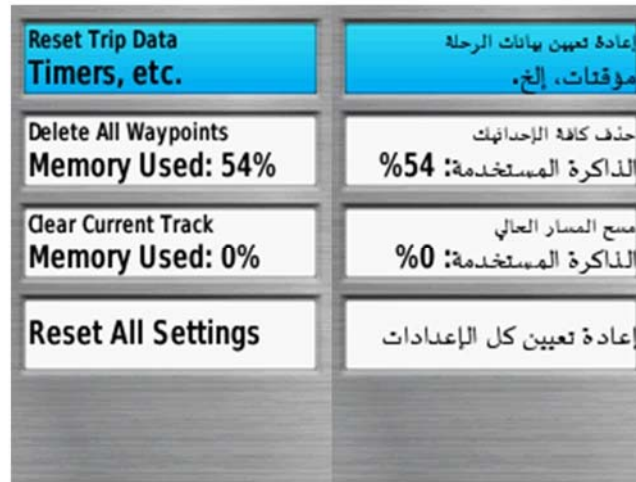 Reset Trip Data
Timers, etc.
Delete All Waypoints
Memory Used: 54%
Clear Current Track
Memory Used: 0%
Reset All Settings
إعادة تعيين بيانات الرحلة
مؤقتات، إلخ.
حذف كافة
الذاكرة المستخدمة: 54%
مسح المسار الحالي
الذاكرة المستخدمة: 0%
إعادة تعيين كل الإعدادات